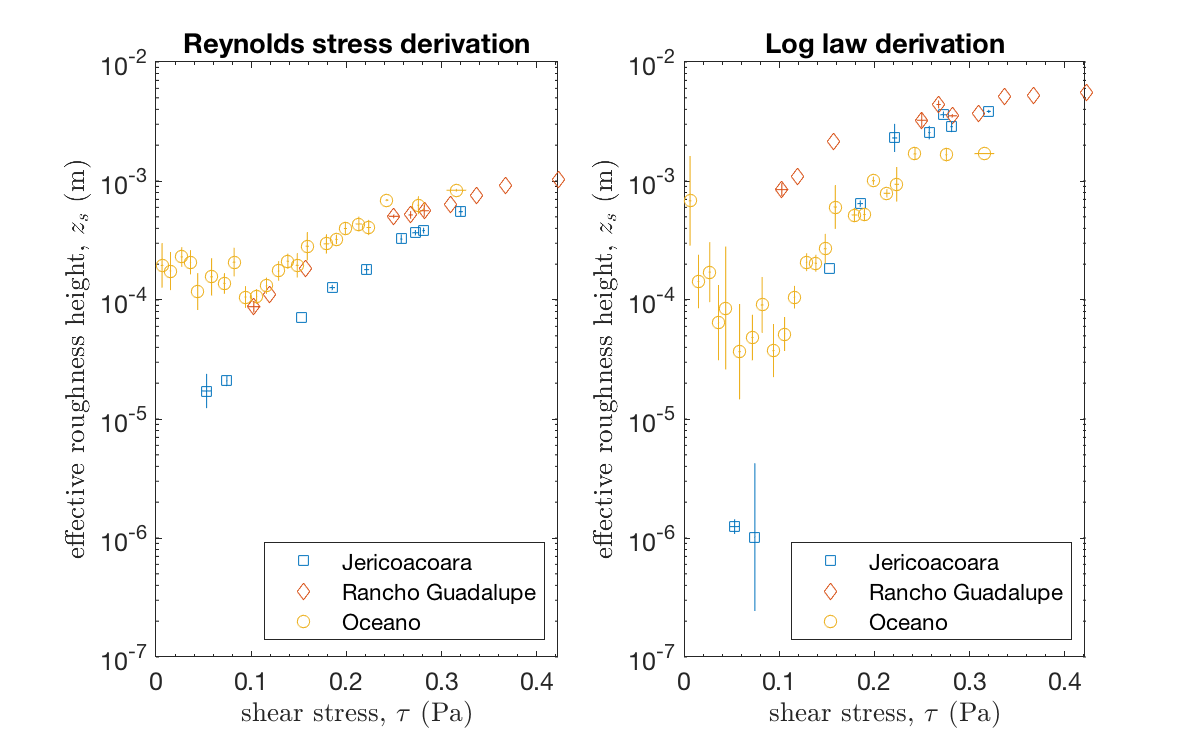 Reynolds stress derivation
10^-2
10^-3
10^-4
10^-5
10^-6
10^-7
effective roughness height, z_s (m)
0 0.1 0.2 0.3 0.4
shear stress, τ (Pa)
Jericoacoara
Rancho Guadalupe
Oceano
Log law derivation
10^-2
10^-3
10^-4
10^-5
10^-6
10^-7
effective roughness height, z_s (m)
0 0.1 0.2 0.3 0.4
shear stress, τ (Pa)
Jericoacoara
Rancho Guadalupe
Oceano